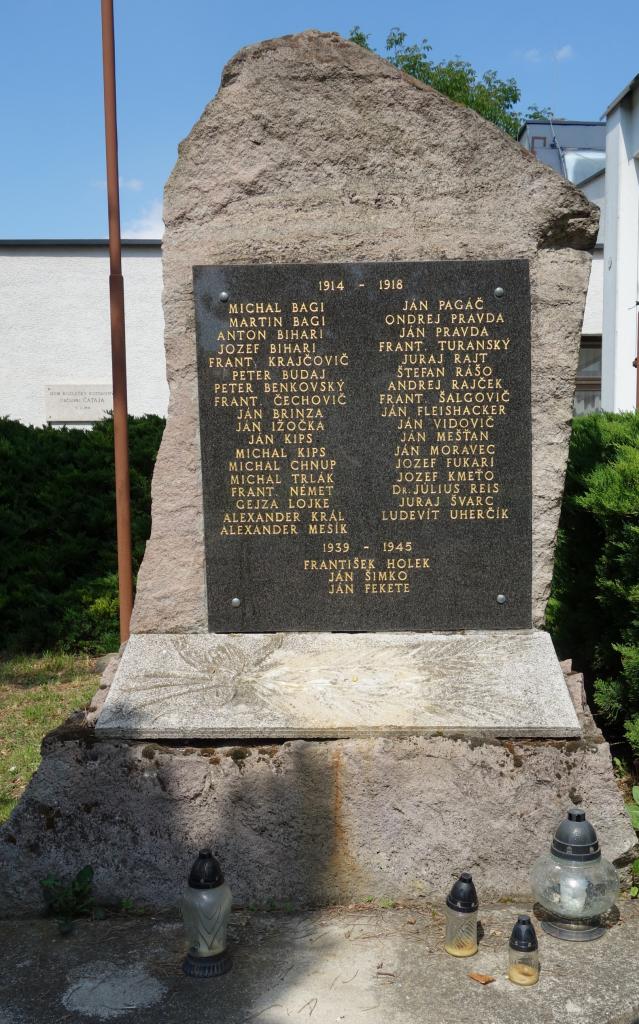 1914 - 1918
MICHAL BAGI
MARTIN BAGI
ANTON BIHARI
JOZEF BIHARI
FRANT. KRAJČOVIČ
PETER BUDAJ
PETER BENKOVSKÝ
FRANT. ČECHOVIČ
JÁN BRINZA
JÁN IŽOČKA
JÁN KIPS
MICHAL KIPS
MICHAL CHNUP
MICHAL TRLÁK
FRANT. NÉMET
GEJZA LOJKE
ALEXANDER KRÁL
ALEXANDER MESÍK
JÁN PAGÁČ
ONDREJ PRAVDA
JÁN PRAVDA
FRANT. TURANSKÝ
JURAJ RAJT
ŠTEFAN RÁŠO
ANDREJ RAJČEK
FRANT. ŠALGOVIČ
JÁN FLEISHACKER
JÁN VIDOVIČ
JÁN MEŠŤAN
JÁN MORAVEC
JOZEF FUKARI
JOZEF KMEŤO
DR. JÚLIUS REIS
JURAJ ŠVARC
LUDEVÍT UHERČÍK
1939 - 1945
FRANTIŠEK HOLEK
JÁN ŠIMKO
JÁN FEKETE
ČATAJA